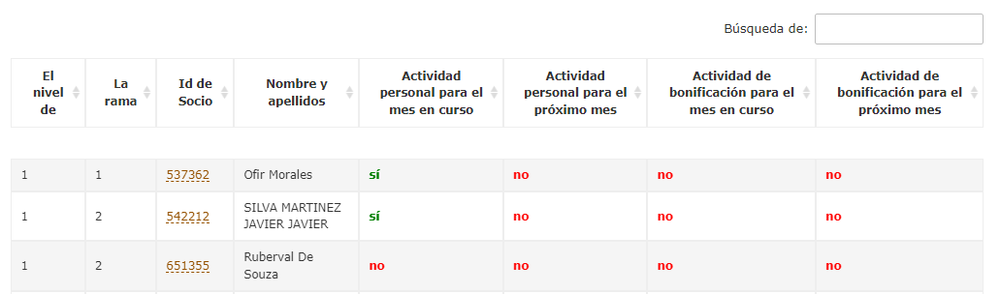 Búsqueda de:
El nivel de
La rama
Id de Socio
Nombre y apellidos
Actividad personal para el mes en curso
Actividad personal para el próximo mes
Actividad de bonificación para el mes en curso
Actividad de bonificación para el próximo mes
1 1 537362 Ofir Morales sí no no no
1 2 542212 SILVA MARTINEZ JAVIER JAVIER sí no no no
1 2 651355 Ruberval De Souza no no no no